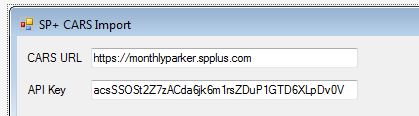 SP+ CARS Import
CARS URL https://monthlyparker.spplus.com
API Key acsSSOSt2Z7zACda6jk6m1rsZDuP1GTD6XLpDv0V